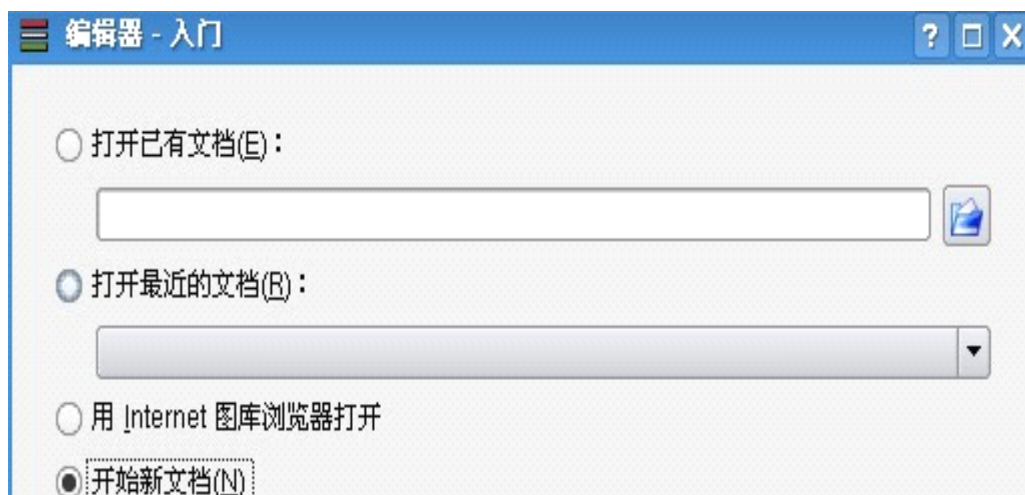 编辑器 - 入门
打开已有文档(E)：
打开最近的文档(R)：
用 Internet 图库浏览器打开
开始新文档(N)